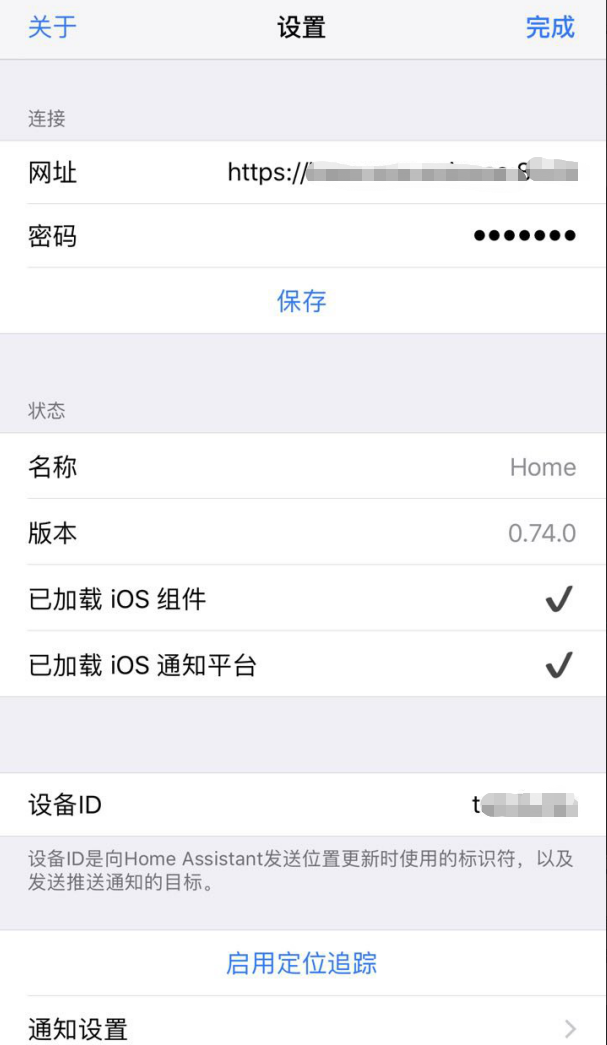 关于 设置 完成
连接
网址 https://
密码 •••••••
保存
状态
名称 Home
版本 0.74.0
已加载 iOS 组件 ✓
已加载 iOS 通知平台 ✓
设备ID t
设备ID是向Home Assistant发送位置更新时使用的标识符，以及
发送推送通知的目标。
启用定位追踪
通知设置